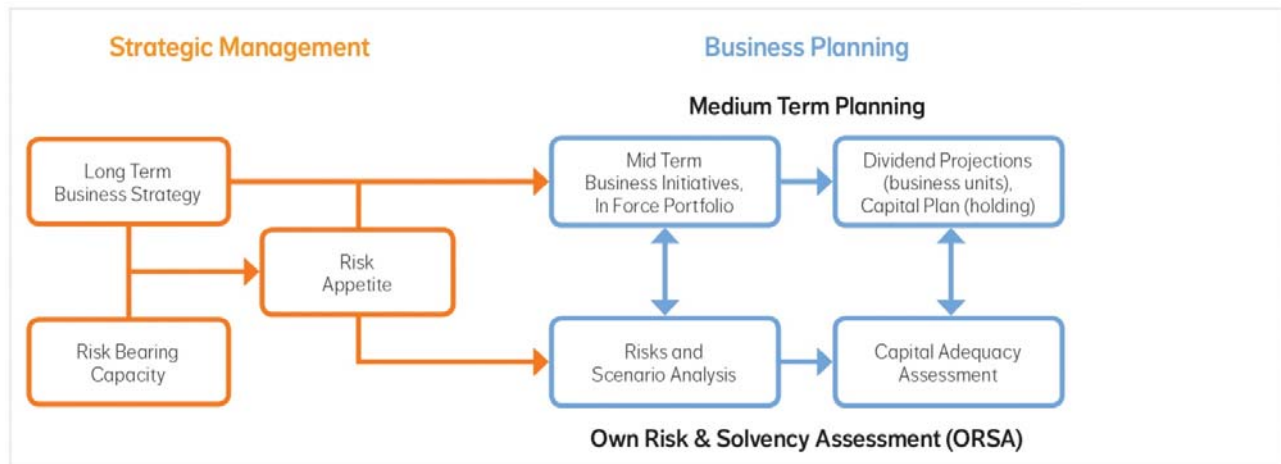 Strategic Management
Business Planning
Medium Term Planning
Long Term
Business Strategy
Mid Term
Business Initiatives,
In Force Portfolio
Dividend Projections
(business units),
Capital Plan (holding)
Risk
Appetite
Risk Bearing
Capacity
Risks and
Scenario Analysis
Capital Adequacy
Assessment
Own Risk & Solvency Assessment (ORSA)